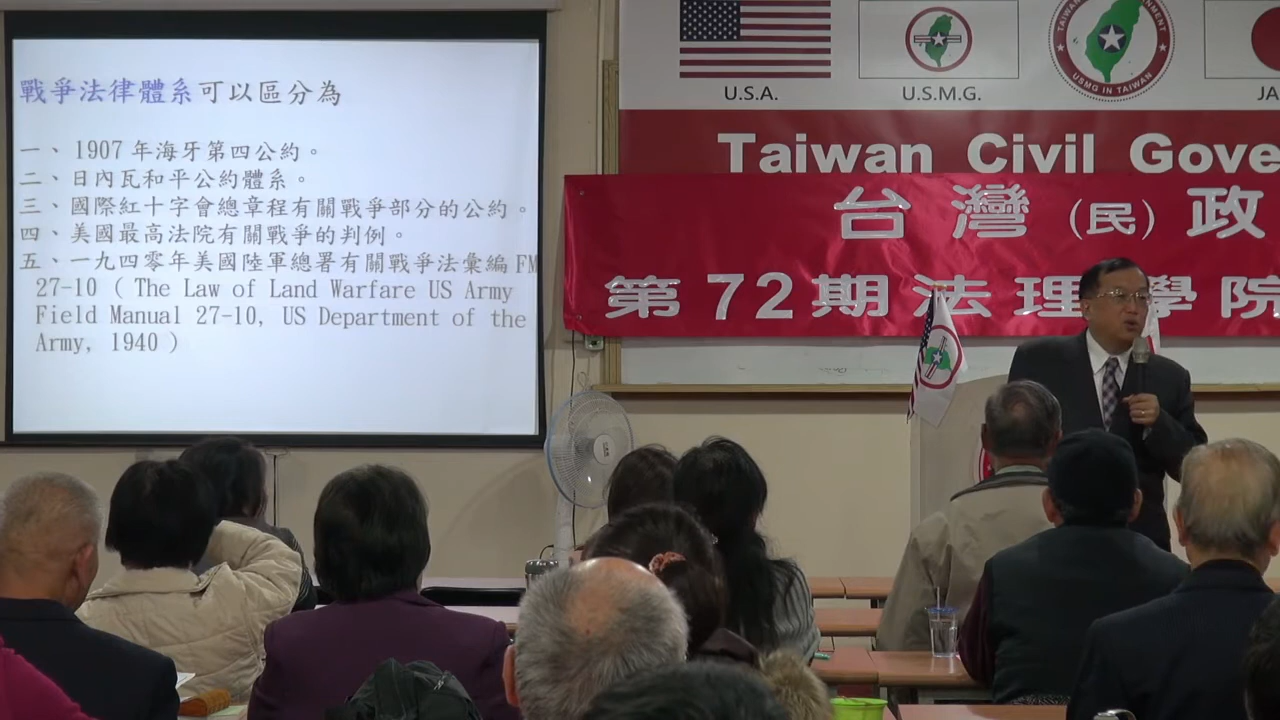 戰爭法律體系可以區分為
一、1907 年海牙第四公約。
二、日內瓦和平公約體系。
三、國際紅十字會總章程有關戰爭部分的公約。
四、美國最高法院有關戰爭的判例。
五、一九四零年美國陸軍總署有關戰爭法彙編 FM
27-10 ( The Law of Land Warfare US Army
Field Manual 27-10, US Department of the
Army, 1940 )
U.S.A.
U.S.M.G.
USMG IN TAIWAN
JA
Taiwan Civil Gove
台灣(民)政
第72期法理學院